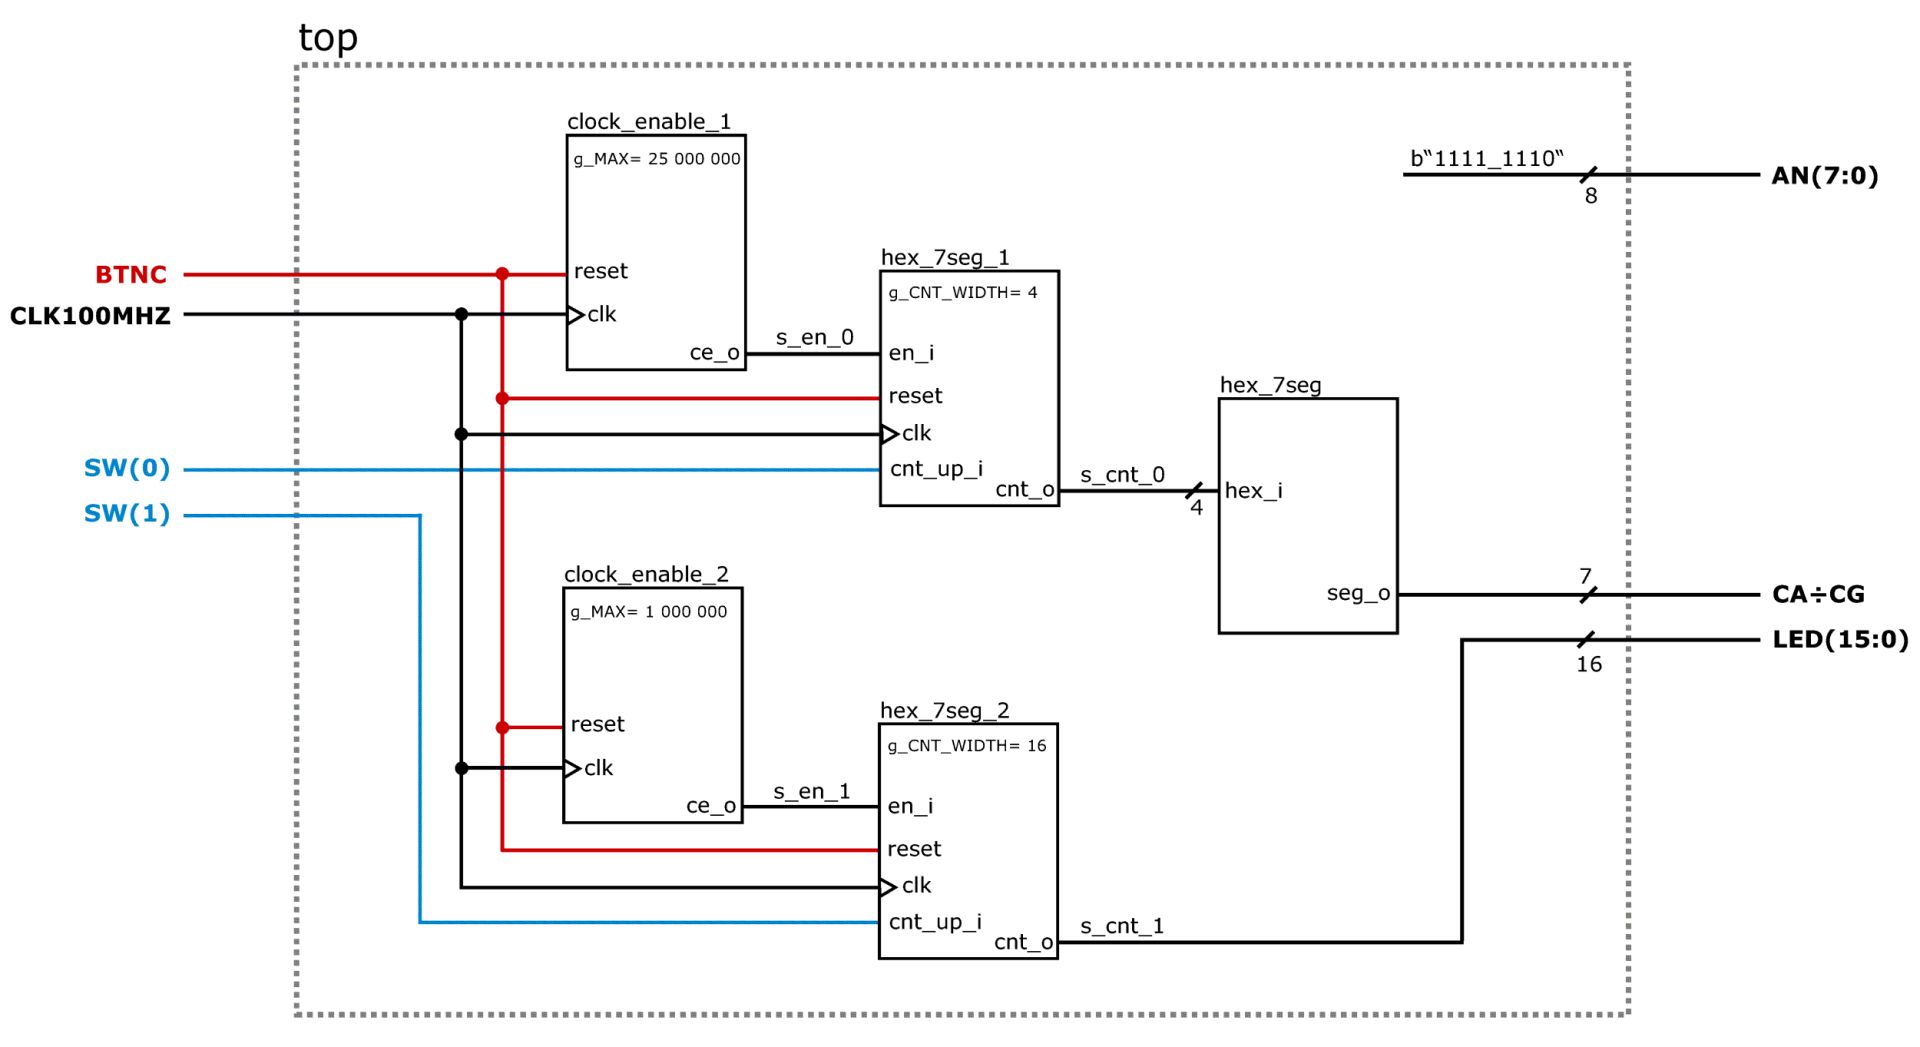 top
clock_enable_1
g_MAX= 25 000 000
reset
clk
ce_o
b“1111_1110“
8
AN(7:0)
BTNC
CLK100MHZ
SW(0)
SW(1)
s_en_0
hex_7seg_1
g_CNT_WIDTH= 4
en_i
reset
clk
cnt_up_i
cnt_o
s_cnt_0
4
hex_7seg
hex_i
seg_o
7
CA÷CG
16
LED(15:0)
clock_enable_2
g_MAX= 1 000 000
reset
clk
ce_o
s_en_1
hex_7seg_2
g_CNT_WIDTH= 16
en_i
reset
clk
cnt_up_i
cnt_o
s_cnt_1